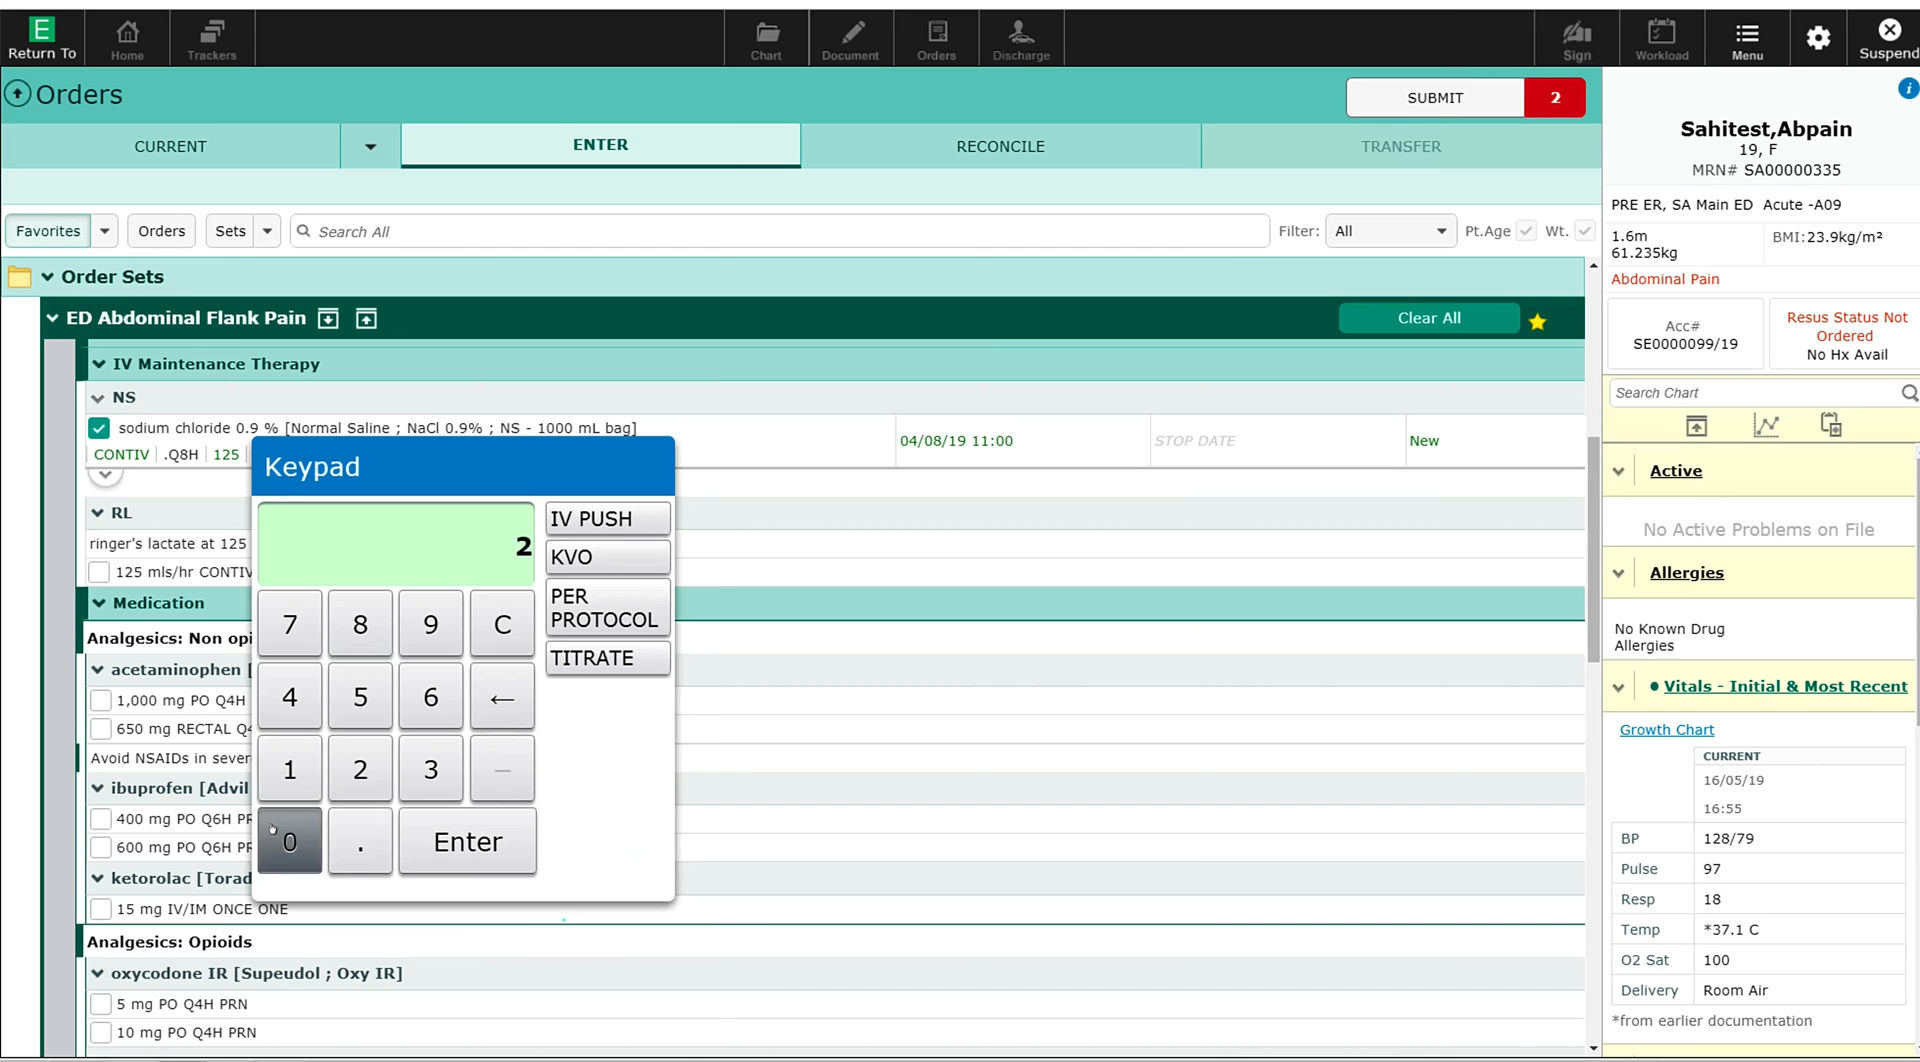 E
Return To
Home
Trackers
Chart
Document
Orders
Discharge
Sign
Workload
Menu
Suspend
Orders
SUBMIT
2
CURRENT
ENTER
RECONCILE
TRANSFER
Favorites
Orders
Sets
Search All
Filter:
All
Pt.Age
Wt.
Order Sets
ED Abdominal Flank Pain
Clear All
IV Maintenance Therapy
NS
sodium chloride 0.9 % [Normal Saline ; NaCl 0.9% ; NS - 1000 mL bag]
CONTIV .Q8H 125
04/08/19 11:00
STOP DATE
New
RL
ringer's lactate at 125
125 mls/hr CONTIV
Medication
Analgesics: Non opi
acetaminophen [
1,000 mg PO Q4H
650 mg RECTAL Q4
Avoid NSAIDs in seve
ibuprofen [Advil
400 mg PO Q6H PR
600 mg PO Q6H PR
ketorolac [Torad
15 mg IV/IM ONCE ONE
Analgesics: Opioids
oxycodone IR [Supeudol ; Oxy IR]
5 mg PO Q4H PRN
10 mg PO Q4H PRN
Keypad
2
IV PUSH
KVO
PER
PROTOCOL
TITRATE
7 8 9 C
4 5 6 ←
1 2 3 –
0 . Enter
i
Sahitest,Abpain
19, F
MRN# SA00000335
PRE ER, SA Main ED Acute -A09
1.6m
61.235kg
BMI:23.9kg/m²
Abdominal Pain
Acc#
SE0000099/19
Resus Status Not
Ordered
No Hx Avail
Search Chart
Active
No Active Problems on File
Allergies
No Known Drug
Allergies
Vitals - Initial & Most Recent
Growth Chart
CURRENT
16/05/19
16:55
BP 128/79
Pulse 97
Resp 18
Temp *37.1 C
O2 Sat 100
Delivery Room Air
*from earlier documentation